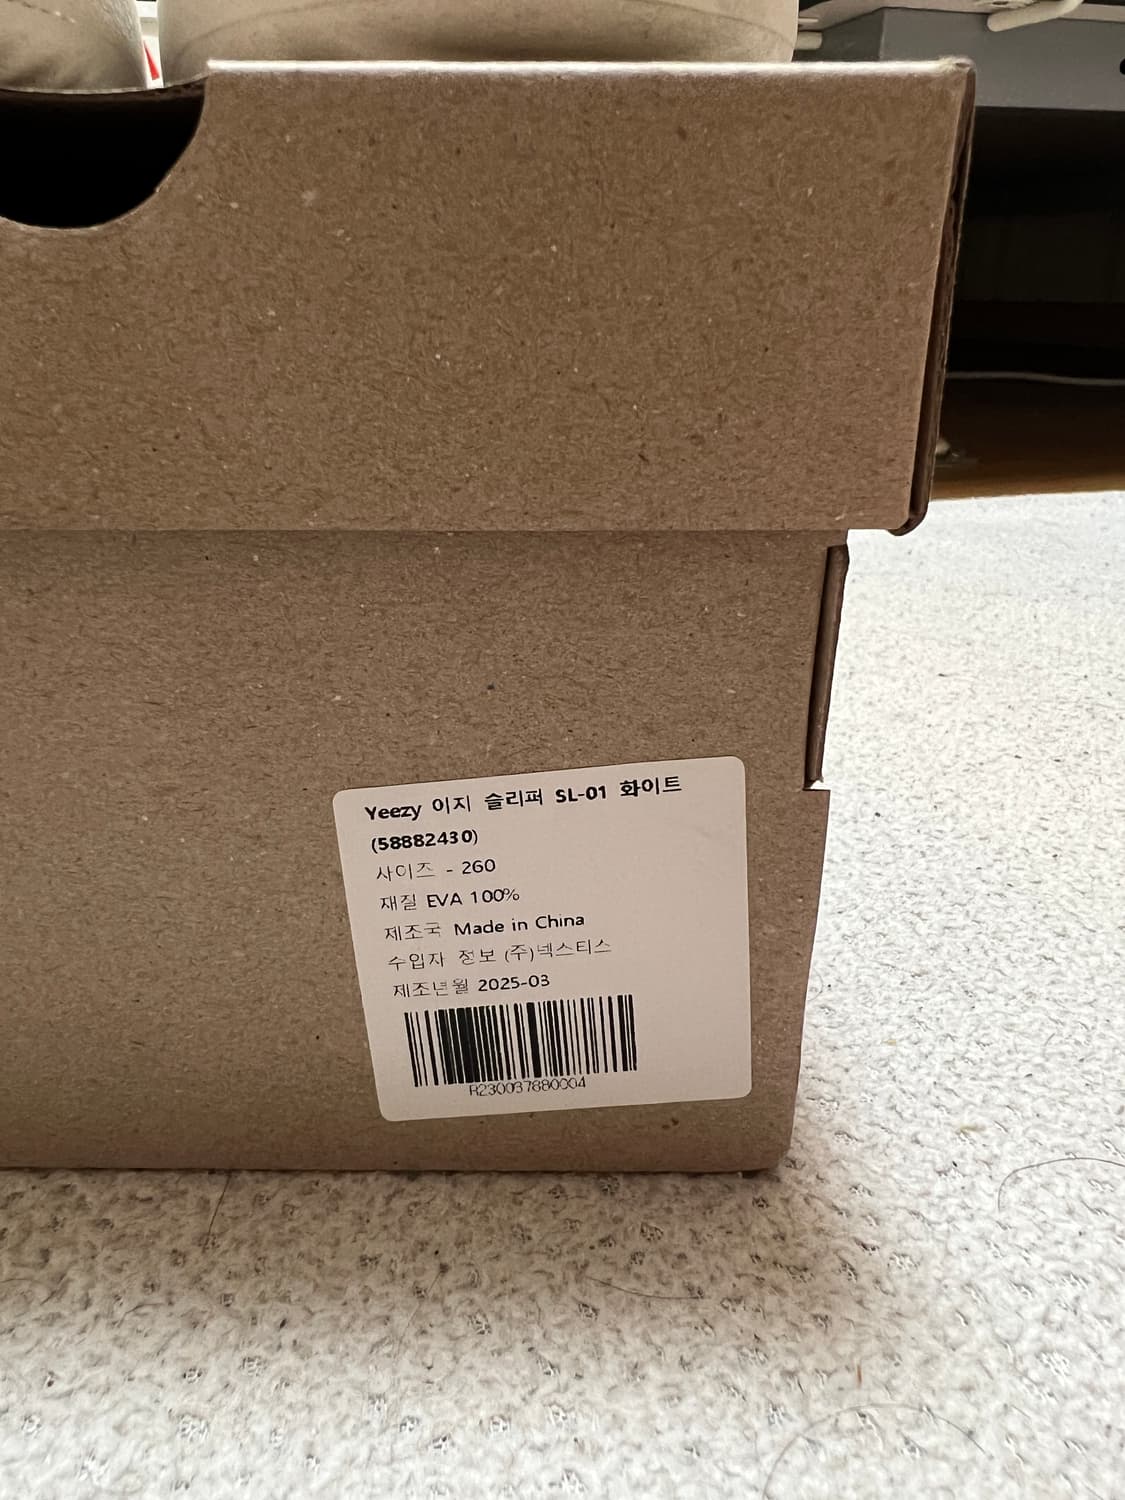 Yeezy 이지 슬리퍼 SL-01 화이트
(58882430)
사이즈 - 260
재질 EVA 100%
제조국 Made in China
수입자 정보 (주)넥스티스
제조년월 2025-03
R230037880004